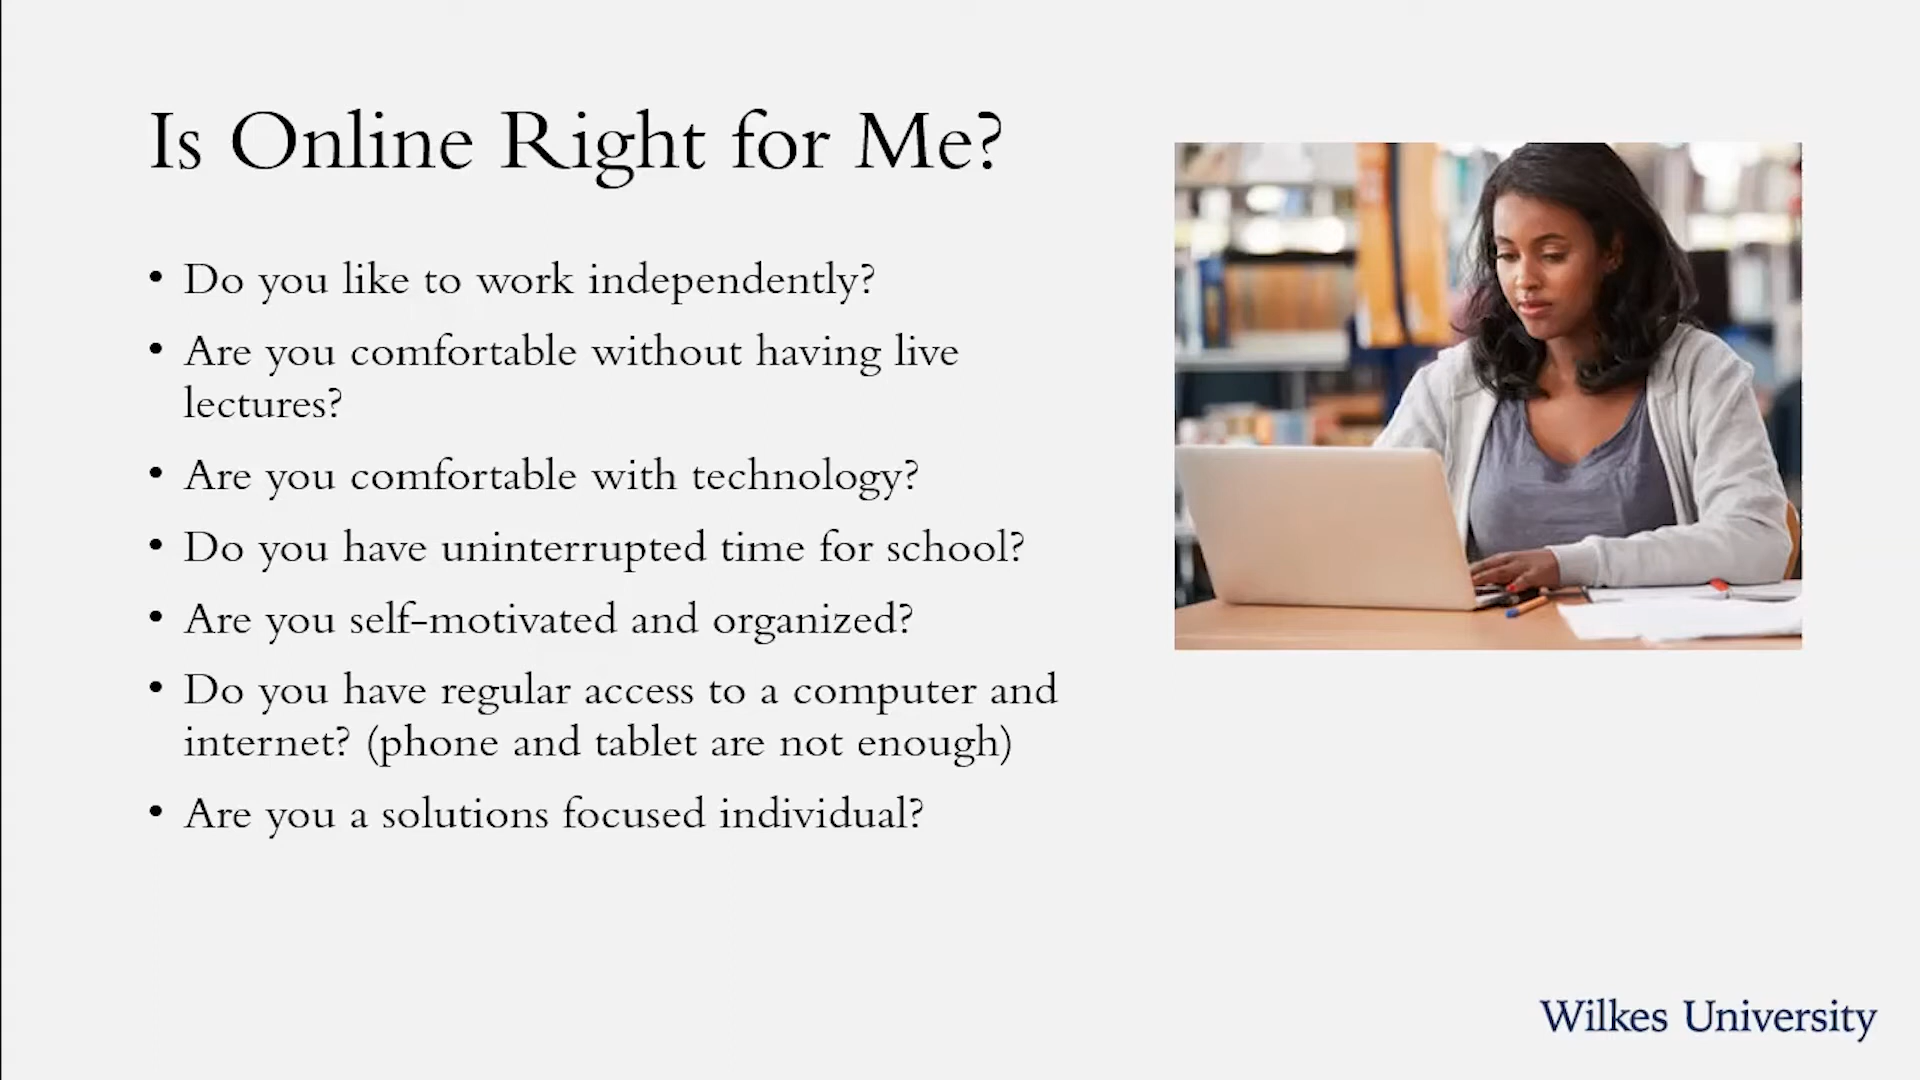 Is Online Right for Me?
• Do you like to work independently?
• Are you comfortable without having live
lectures?
• Are you comfortable with technology?
• Do you have uninterrupted time for school?
• Are you self-motivated and organized?
• Do you have regular access to a computer and
internet? (phone and tablet are not enough)
• Are you a solutions focused individual?
Wilkes University